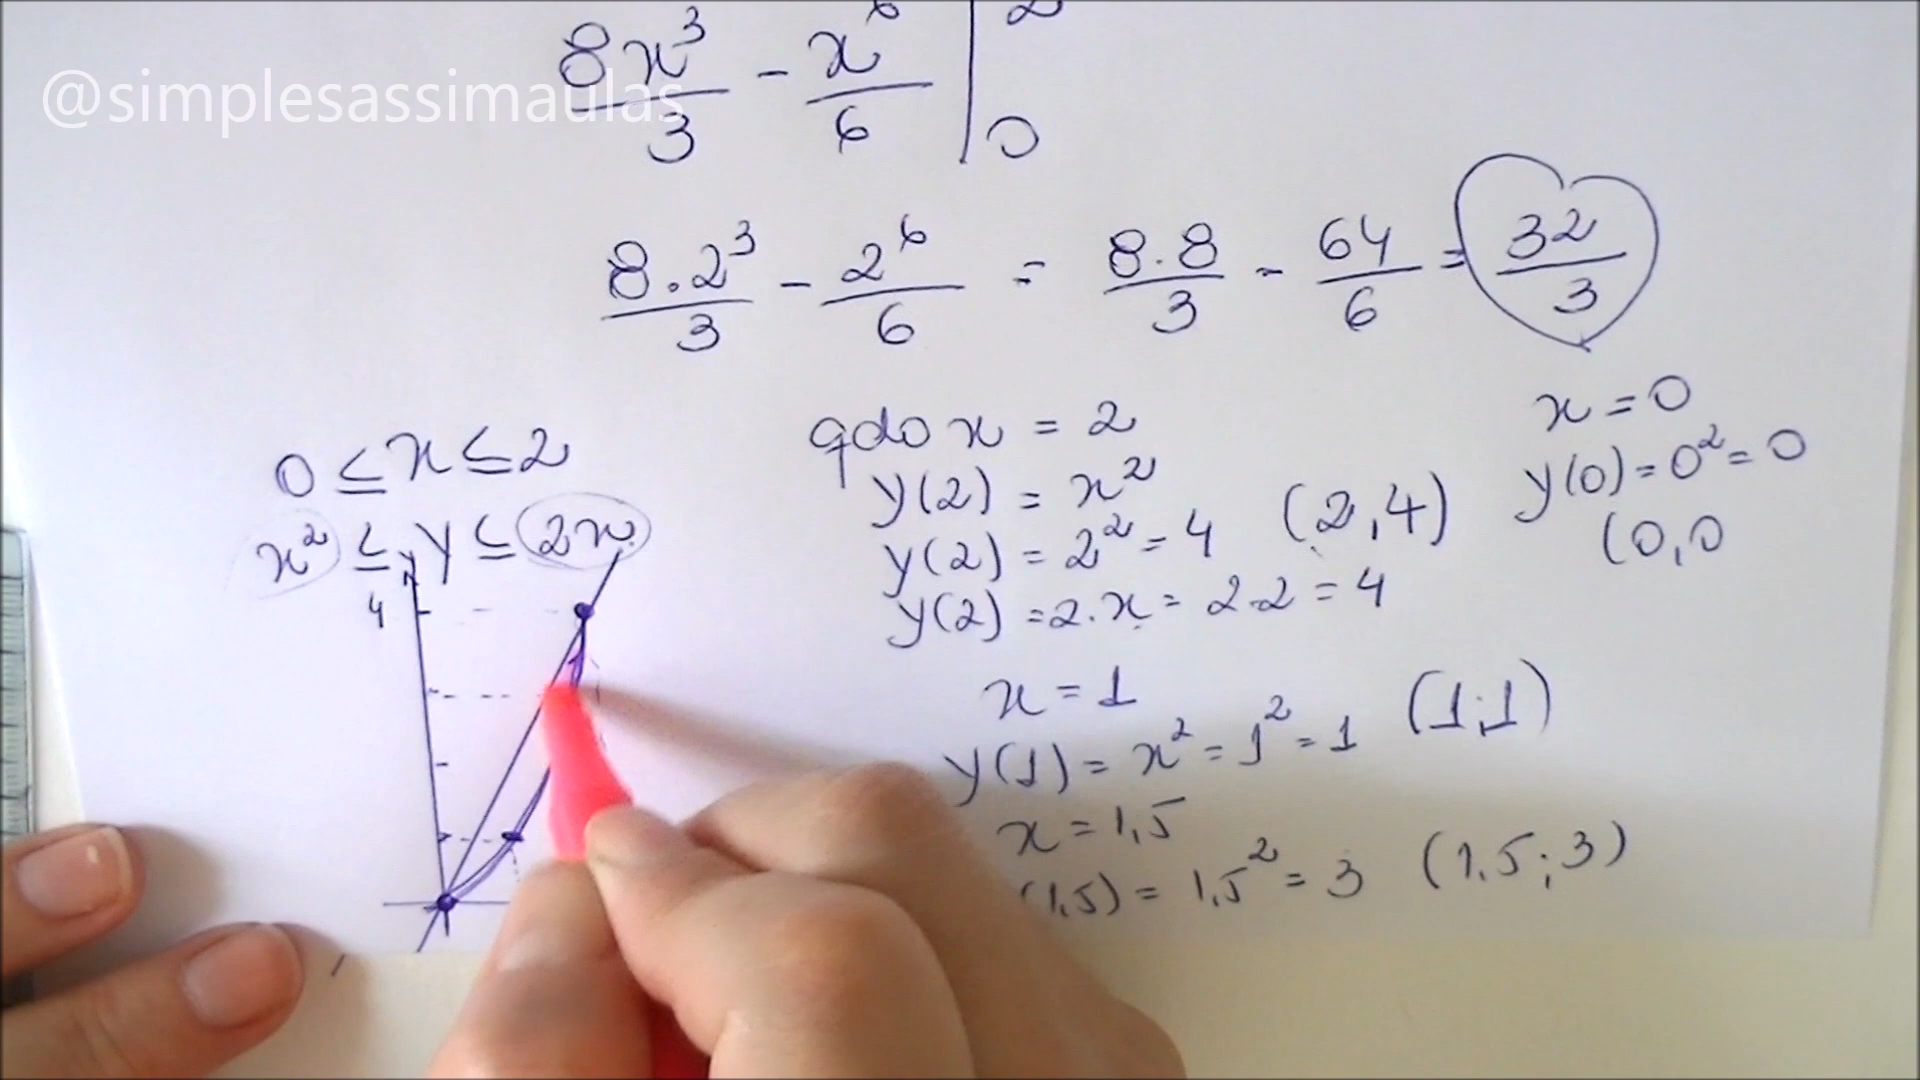 @simplesassimaulas
8x³/3 - x⁶/6 |₀²
8.2³/3 - 2⁶/6 = 8.8/3 - 64/6 = 32/3
0 ≤ x ≤ 2
x² ≤ y ≤ 2x
y
4
qdo x = 2
y(2) = x²
y(2) = 2² = 4 (2,4)
y(2) = 2.x = 2.2 = 4
x = 0
y(0) = 0² = 0
(0,0
x = 1
y(1) = x² = 1² = 1 (1;1)
x = 1,5
(1,5) = 1,5² = 3 (1,5;3)